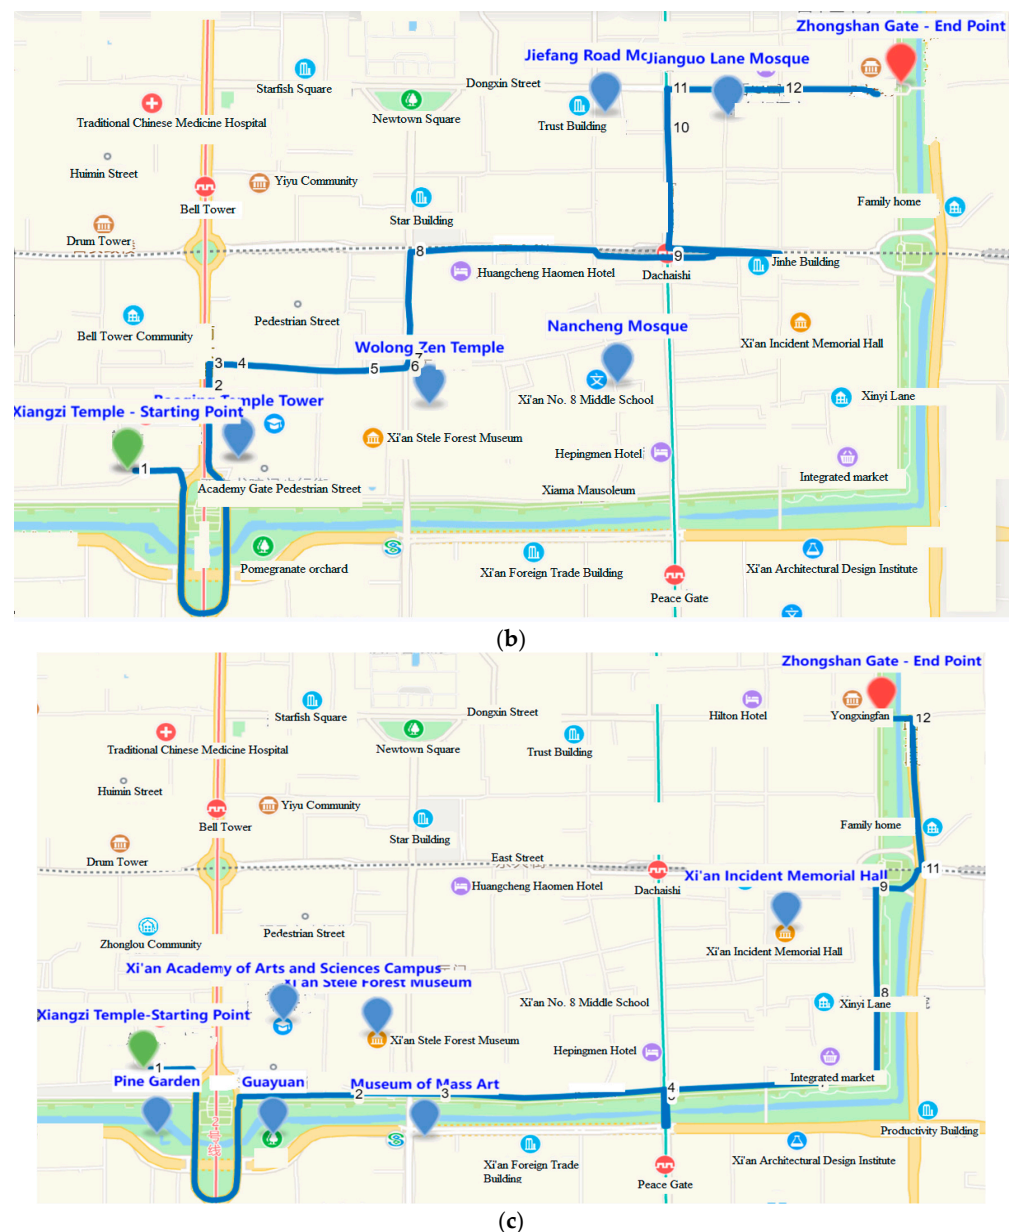 Zhongshan Gate - End Point
Jiefang Road Mo
Jianguo Lane Mosque
Starfish Square
Dongxin Street
11
12
Traditional Chinese Medicine Hospital
Newtown Square
Trust Building
10
Huimin Street
Yiyu Community
Bell Tower
Star Building
Family home
Drum Tower
8
9
Huangcheng Haomen Hotel
Dachaishi
Jinhe Building
Pedestrian Street
Bell Tower Community
Nancheng Mosque
Xi'an Incident Memorial Hall
Wolong Zen Temple
3
4
5
6
7
2
Temple Tower
Xi'an No. 8 Middle School
Xinyi Lane
Xiangzi Temple - Starting Point
Xi'an Stele Forest Museum
Hepingmen Hotel
1
Integrated market
Academy Gate Pedestrian Street
Xiama Mausoleum
Pomegranate orchard
Xi'an Foreign Trade Building
Xi'an Architectural Design Institute
Peace Gate
(b)
Zhongshan Gate - End Point
Starfish Square
Dongxin Street
Hilton Hotel
Yongxingfan
12
Traditional Chinese Medicine Hospital
Newtown Square
Trust Building
Huimin Street
Yiyu Community
Bell Tower
Star Building
Family home
Drum Tower
East Street
11
Dachaishi
Xi'an Incident Memorial Hall
Huangcheng Haomen Hotel
9
Pedestrian Street
Zhonglou Community
Xi'an Incident Memorial Hall
Xi'an Academy of Arts and Sciences Campus
Xi'an Stele Forest Museum
8
Xi'an No. 8 Middle School
Xinyi Lane
Xiangzi Temple-Starting Point
Xi'an Stele Forest Museum
Hepingmen Hotel
1
Integrated market
Pine Garden
Guayuan
Museum of Mass Art
2
3
4
2号线
Productivity Building
Xi'an Foreign Trade
Building
Xi'an Architectural Design Institute
Peace Gate
(c)